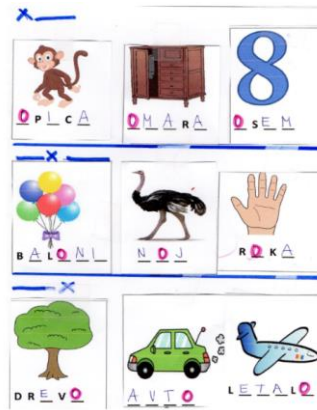 X
OPICA OMARA OSEM
X
BALONI NOJ ROKA
X
DREVO AVTO LETALO